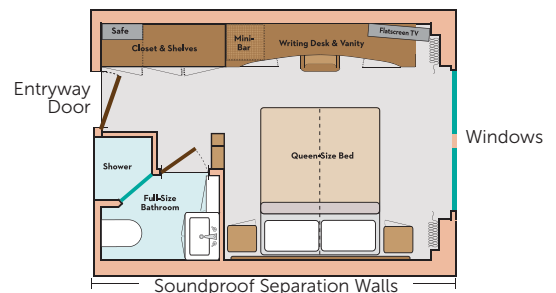 Safe
Closet & Shelves
Mini-
Bar
Writing Desk & Vanity
Flatscreen TV
Entryway
Door
Windows
Queen-Size Bed
Shower
Full-Size
Bathroom
Soundproof Separation Walls